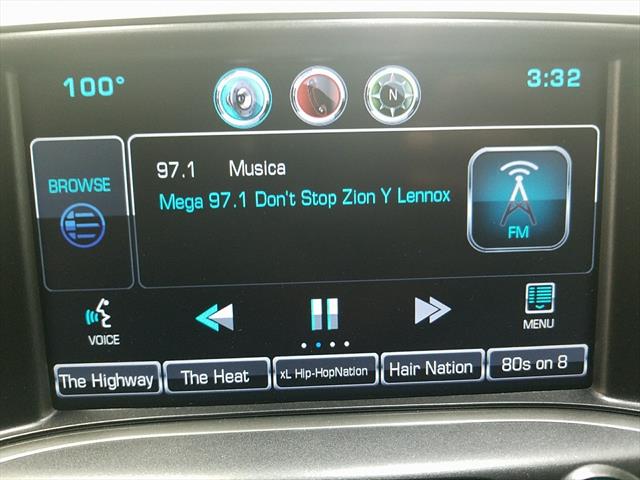 100°
N
3:32
BROWSE
97.1 Musica
Mega 97.1 Don't Stop Zion Y Lennox
FM
VOICE
MENU
The Highway
The Heat
xL Hip-HopNation
Hair Nation
80s on 8